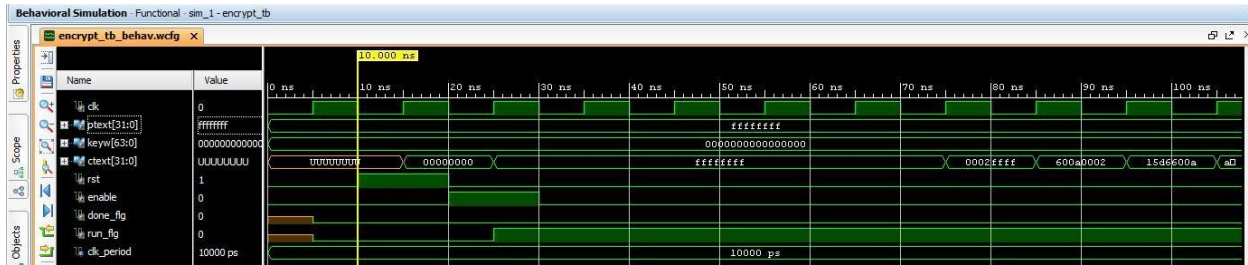 Behavioral Simulation - Functional - sim_1 - encrypt_tb
encrypt_tb_behav.wcfg
Properties
Scope
Objects
10.000 ns
Name Value
0 ns 10 ns 20 ns 30 ns 40 ns 50 ns 60 ns 70 ns 80 ns 90 ns 100 ns
clk 0
ptext[31:0] ffffffff ffffffff
keyw[63:0] 000000000000 0000000000000000
ctext[31:0] UUUUUUUU UUUUUUUU 00000000 ffffffff 0002ffff 600a0002 15d6600a a
rst 1
enable 0
done_flg 0
run_flg 0
clk_period 10000 ps 10000 ps